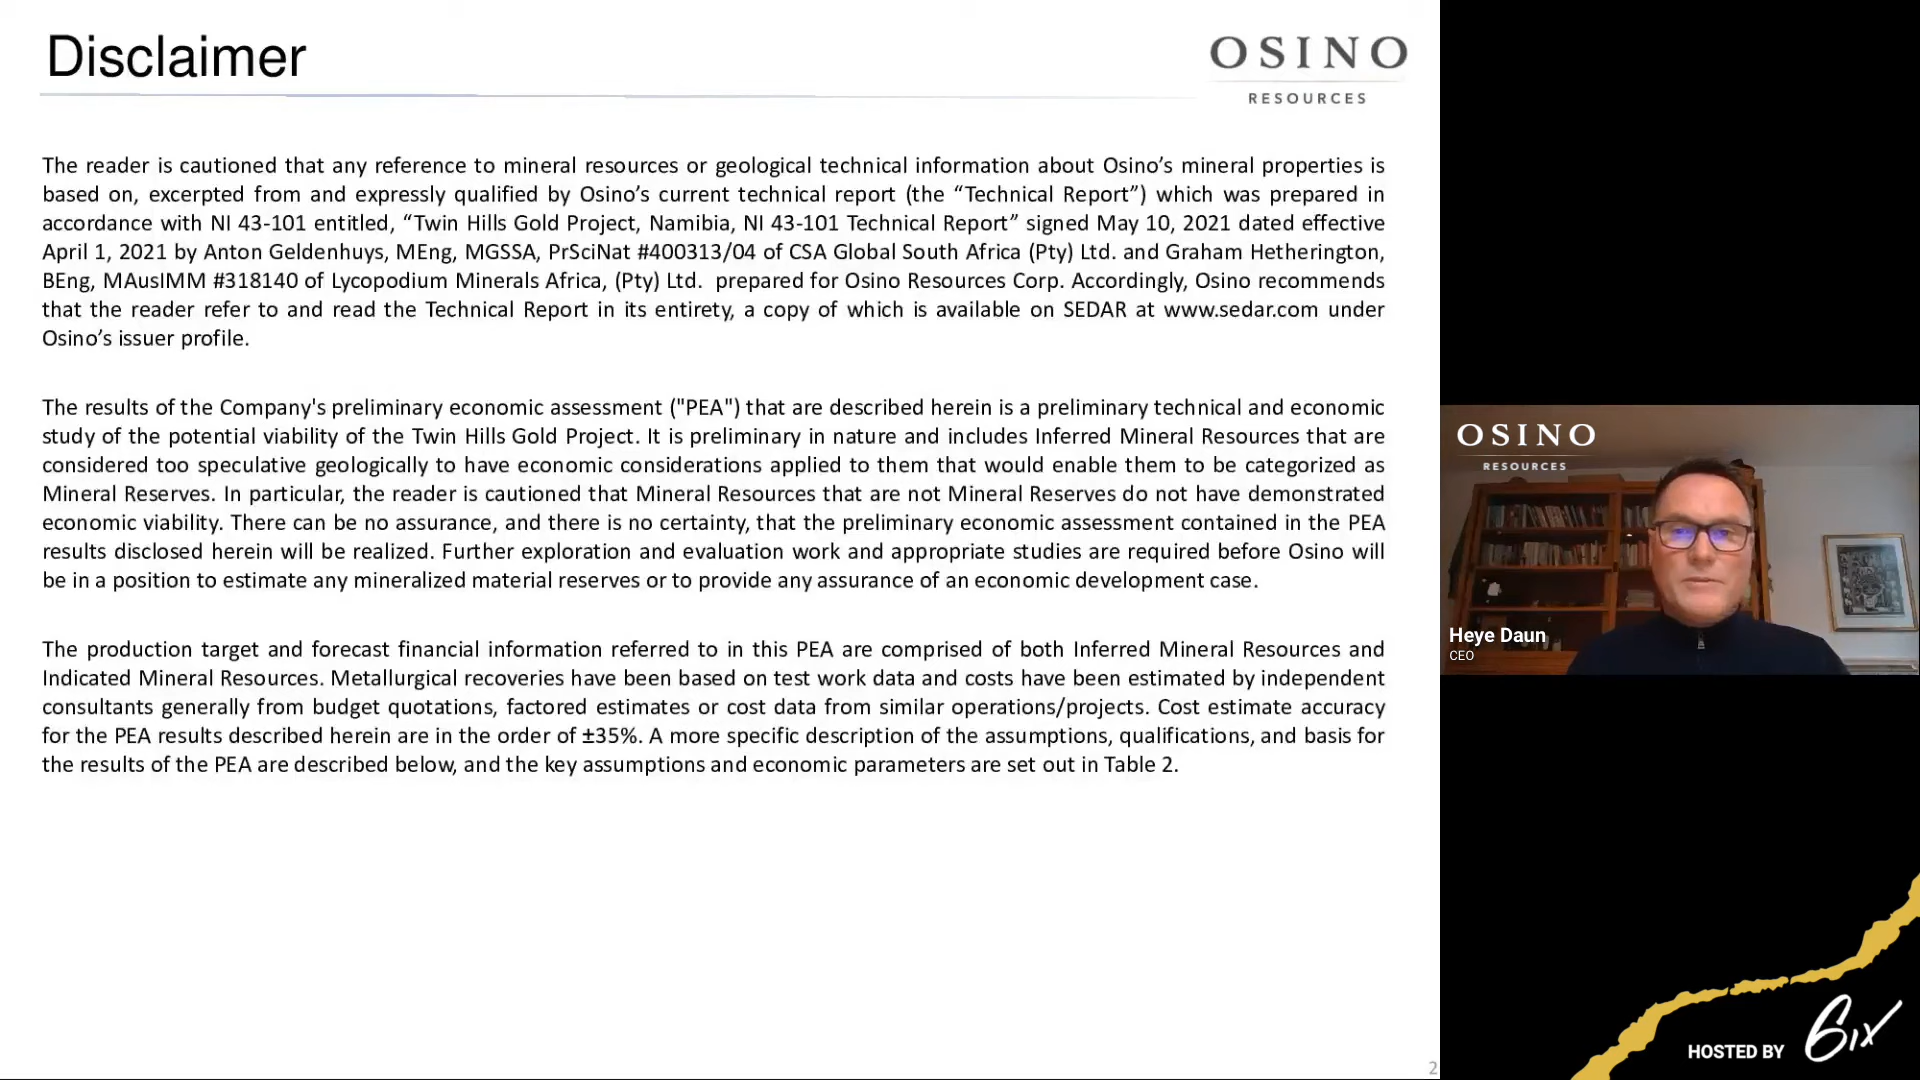 Disclaimer
OSINO
RESOURCES
The reader is cautioned that any reference to mineral resources or geological technical information about Osino’s mineral properties is
based on, excerpted from and expressly qualified by Osino’s current technical report (the “Technical Report”) which was prepared in
accordance with NI 43-101 entitled, “Twin Hills Gold Project, Namibia, NI 43-101 Technical Report” signed May 10, 2021 dated effective
April 1, 2021 by Anton Geldenhuys, MEng, MGSSA, PrSciNat #400313/04 of CSA Global South Africa (Pty) Ltd. and Graham Hetherington,
BEng, MAusIMM #318140 of Lycopodium Minerals Africa, (Pty) Ltd.  prepared for Osino Resources Corp. Accordingly, Osino recommends
that the reader refer to and read the Technical Report in its entirety, a copy of which is available on SEDAR at www.sedar.com under
Osino’s issuer profile.
The results of the Company's preliminary economic assessment ("PEA") that are described herein is a preliminary technical and economic
study of the potential viability of the Twin Hills Gold Project. It is preliminary in nature and includes Inferred Mineral Resources that are
considered too speculative geologically to have economic considerations applied to them that would enable them to be categorized as
Mineral Reserves. In particular, the reader is cautioned that Mineral Resources that are not Mineral Reserves do not have demonstrated
economic viability. There can be no assurance, and there is no certainty, that the preliminary economic assessment contained in the PEA
results disclosed herein will be realized. Further exploration and evaluation work and appropriate studies are required before Osino will
be in a position to estimate any mineralized material reserves or to provide any assurance of an economic development case.
The production target and forecast financial information referred to in this PEA are comprised of both Inferred Mineral Resources and
Indicated Mineral Resources. Metallurgical recoveries have been based on test work data and costs have been estimated by independent
consultants generally from budget quotations, factored estimates or cost data from similar operations/projects. Cost estimate accuracy
for the PEA results described herein are in the order of ±35%. A more specific description of the assumptions, qualifications, and basis for
the results of the PEA are described below, and the key assumptions and economic parameters are set out in Table 2.
2
OSINO
RESOURCES
Heye Daun
CEO
HOSTED BY 6ix